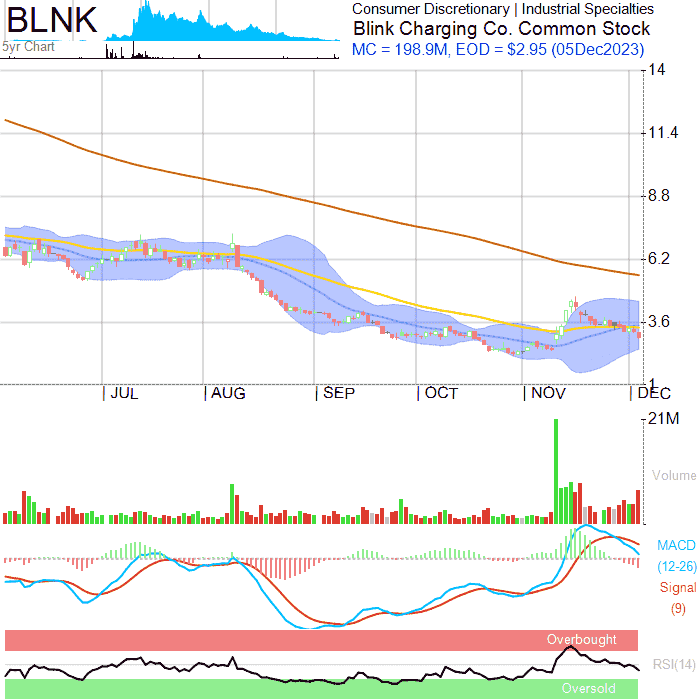 BLNK
5yr Chart
Consumer Discretionary | Industrial Specialties
Blink Charging Co. Common Stock
MC = 198.9M, EOD = $2.95 (05Dec2023)
14
11.4
8.8
6.2
3.6
1
JUL AUG SEP OCT NOV DEC
21M
Volume
MACD
(12-26)
Signal
(9)
Overbought
RSI(14)
Oversold